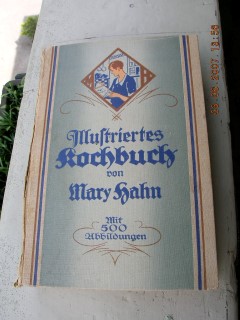 Illustriertes
Kochbuch
von
Mary Hahn
Mit
500
Abbildungen